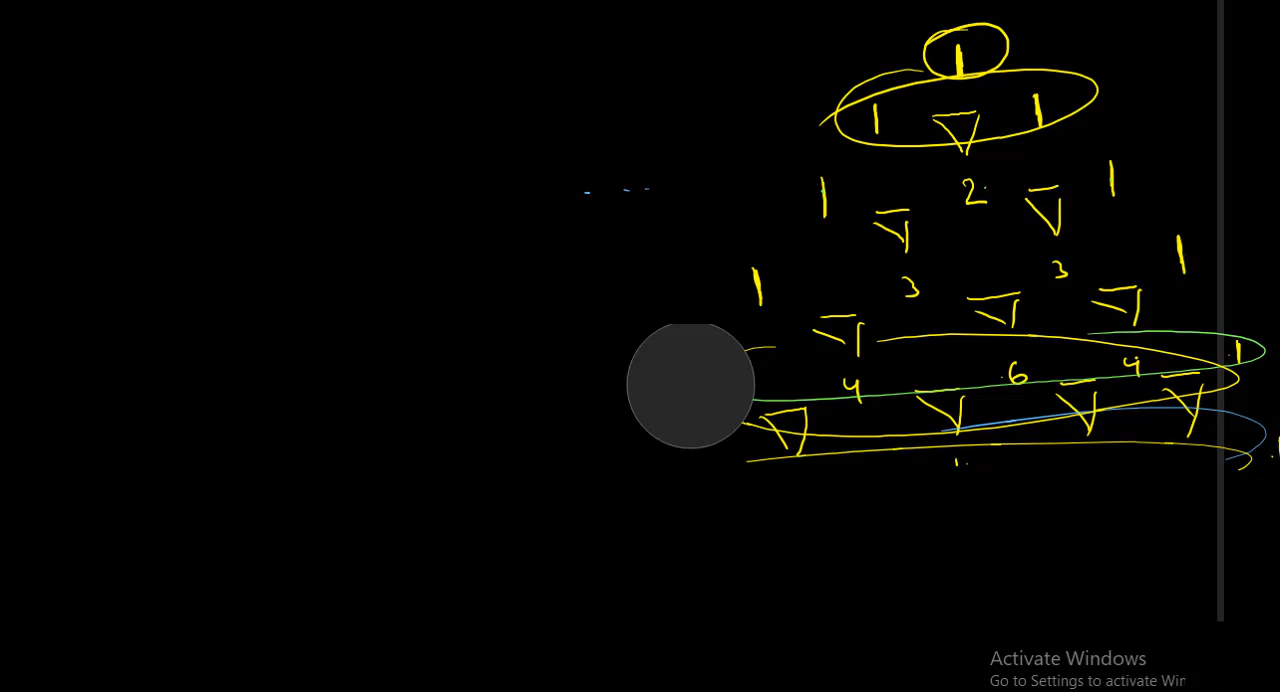 1
1 1
1 2 1
1 3 3 1
4 6 4 1
Activate Windows
Go to Settings to activate Win